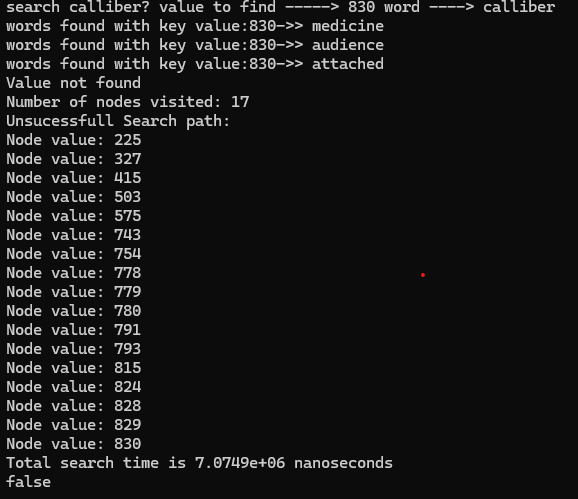 search calliber? value to find -----> 830 word ----> calliber
words found with key value:830->> medicine
words found with key value:830->> audience
words found with key value:830->> attached
Value not found
Number of nodes visited: 17
Unsucessfull Search path:
Node value: 225
Node value: 327
Node value: 415
Node value: 503
Node value: 575
Node value: 743
Node value: 754
Node value: 778
Node value: 779
Node value: 780
Node value: 791
Node value: 793
Node value: 815
Node value: 824
Node value: 828
Node value: 829
Node value: 830
Total search time is 7.0749e+06 nanoseconds
false